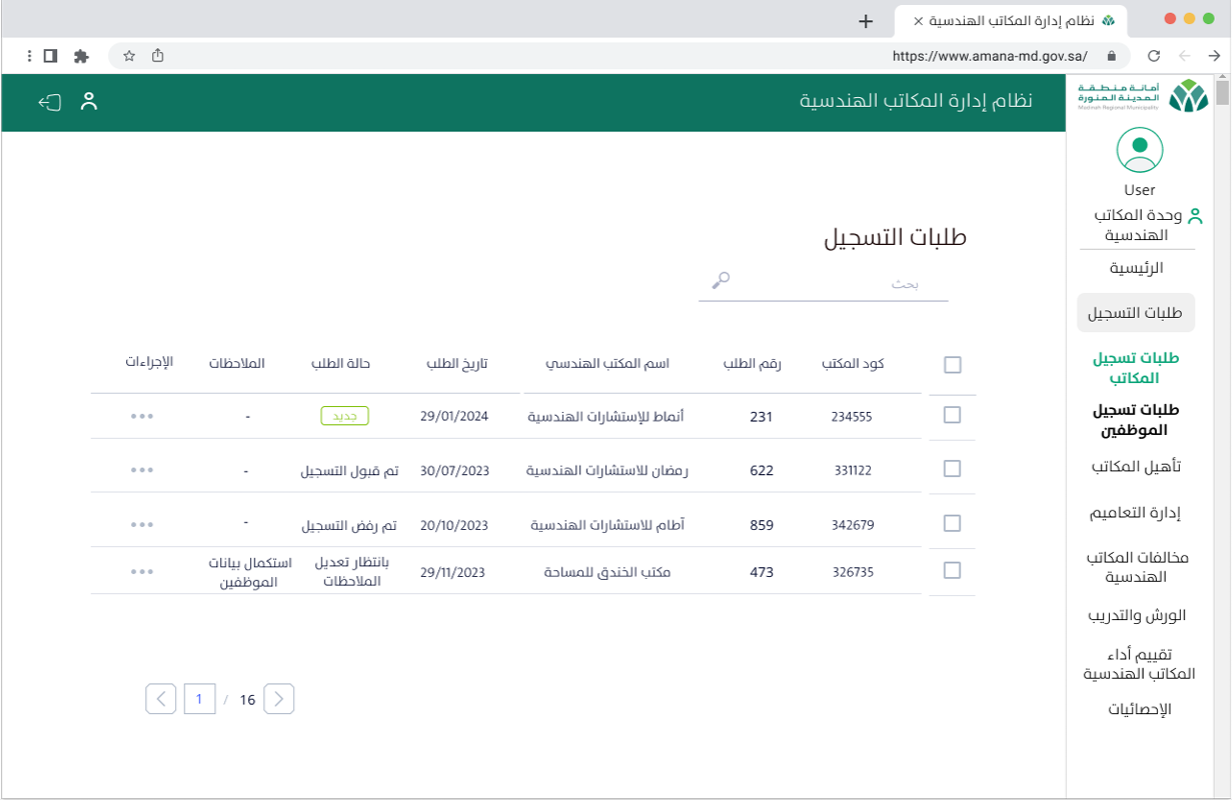 نظام إدارة المكاتب الهندسية
https://www.amana-md.gov.sa/
أمانة منطقة
المدينة المنورة
Madinah Regional Municipality
نظام إدارة المكاتب الهندسية
User
وحدة المكاتب
الهندسية
الرئيسية
طلبات التسجيل
طلبات تسجيل
المكاتب
طلبات تسجيل
الموظفين
تأهيل المكاتب
إدارة التعاميم
مخالفات المكاتب
الهندسية
الورش والتدريب
تقييم أداء
المكاتب الهندسية
الإحصائيات
طلبات التسجيل
بحث
كود المكتب رقم الطلب اسم المكتب الهندسي تاريخ الطلب حالة الطلب الملاحظات الإجراءات
234555 231 أنماط للإستشارات الهندسية 29/01/2024 جديد -
331122 622 رمضان للاستشارات الهندسية 30/07/2023 تم قبول التسجيل -
342679 859 آطام للاستشارات الهندسية 20/10/2023 تم رفض التسجيل -
326735 473 مكتب الخندق للمساحة 29/11/2023 بانتظار تعديل الملاحظات استكمال بيانات الموظفين
1 / 16